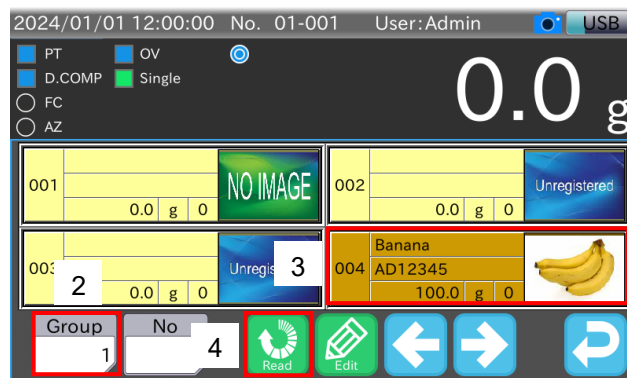 2024/01/01 12:00:00 No. 01-001 User:Admin USB
PT OV
D.COMP Single
FC
AZ
0.0 g
001 NO IMAGE
0.0 g 0
002 Unregistered
0.0 g 0
003
0.0 g 0
2
3
004 Banana
AD12345
100.0 g 0
Group
1
No
4
Read
Edit